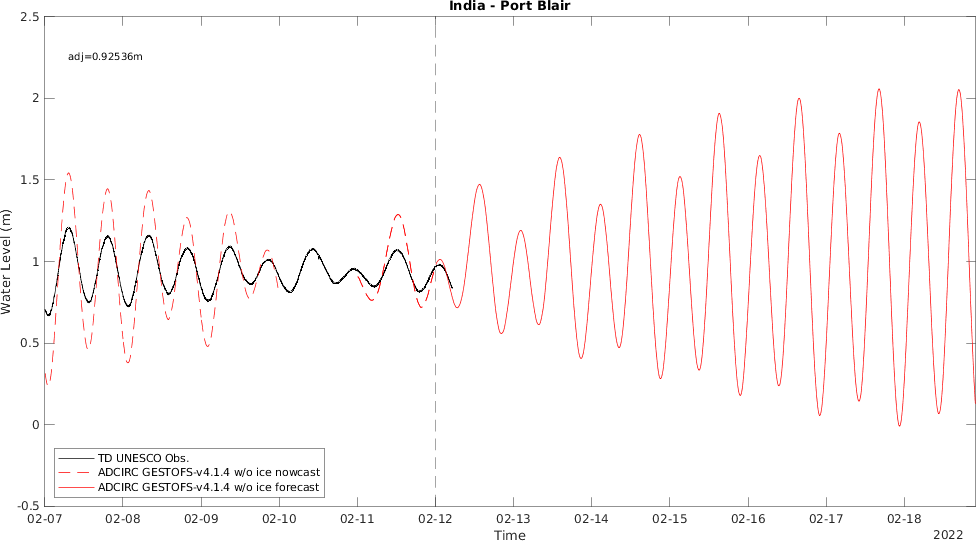 India - Port Blair
adj=0.92536m
Water Level (m)
2.5
2
1.5
1
0.5
0
-0.5
TD UNESCO Obs.
ADCIRC GESTOFS-v4.1.4 w/o ice nowcast
ADCIRC GESTOFS-v4.1.4 w/o ice forecast
02-07 02-08 02-09 02-10 02-11 02-12 02-13 02-14 02-15 02-16 02-17 02-18
Time
2022